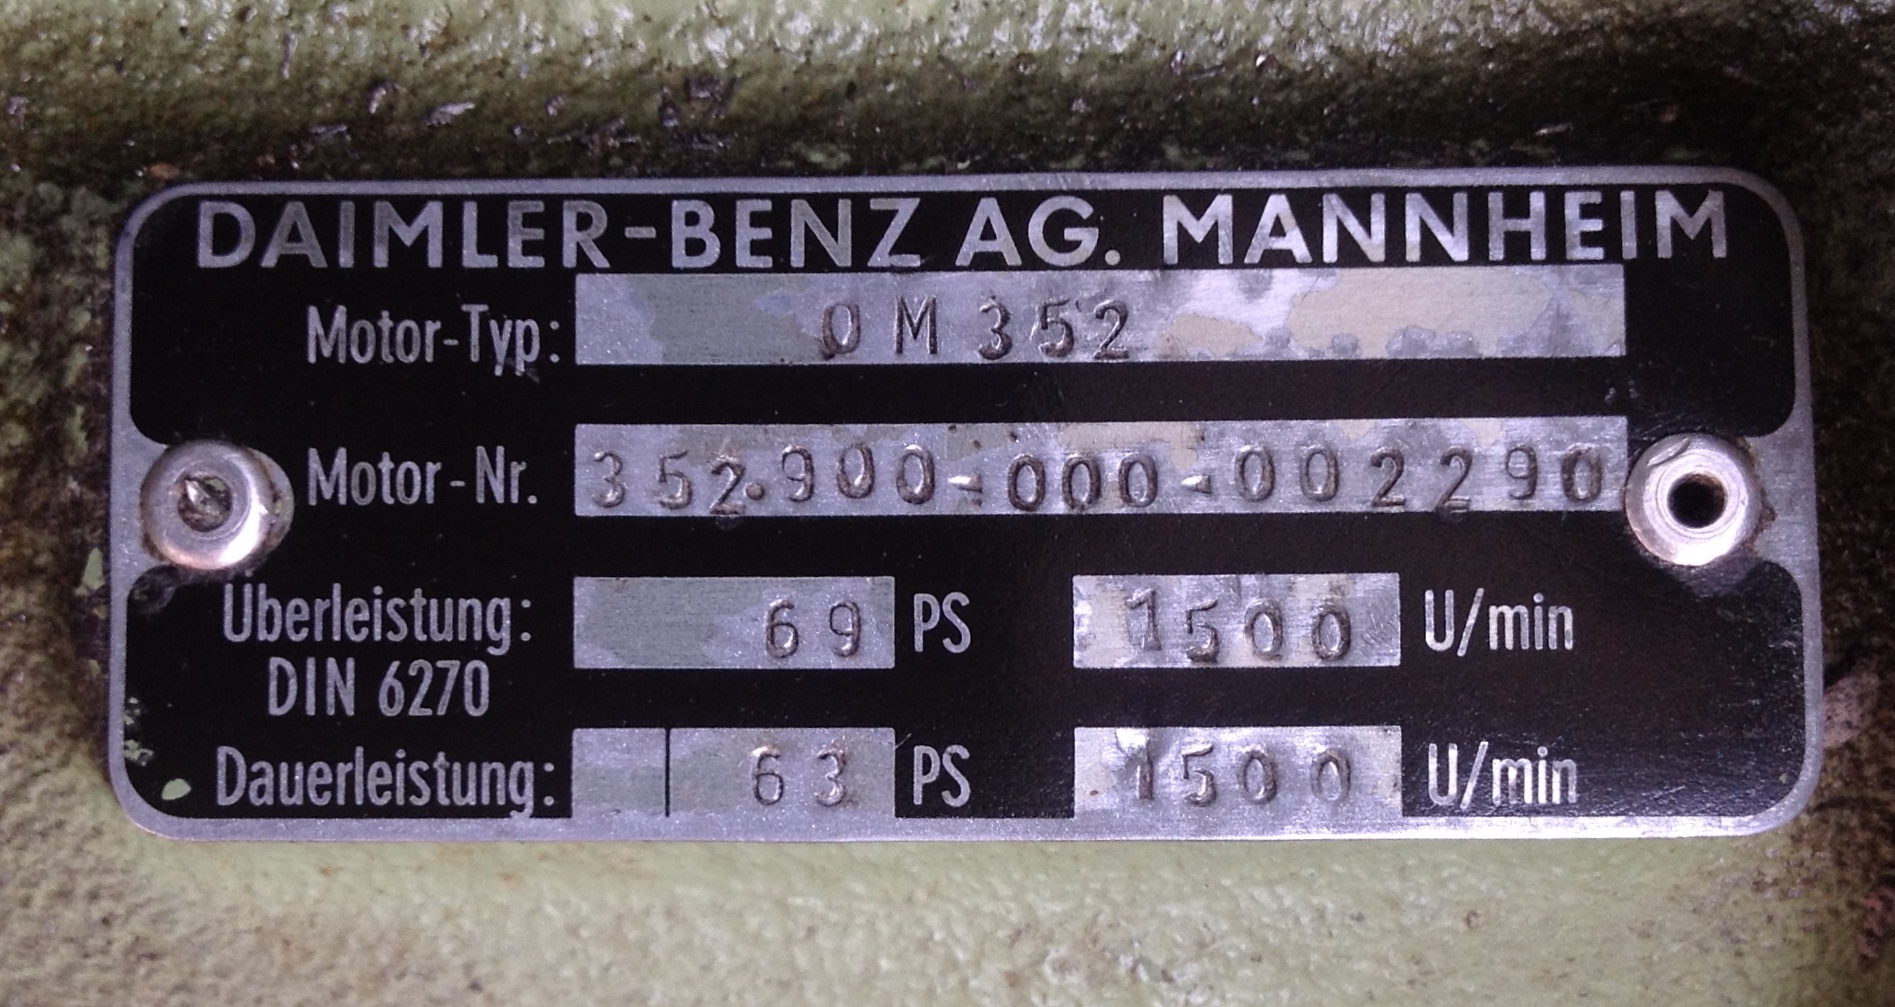 DAIMLER-BENZ AG. MANNHEIM
Motor-Typ: OM 352
Motor-Nr. 352.900-000-002290
Überleistung: 69 PS 1500 U/min
DIN 6270
Dauerleistung: 63 PS 1500 U/min